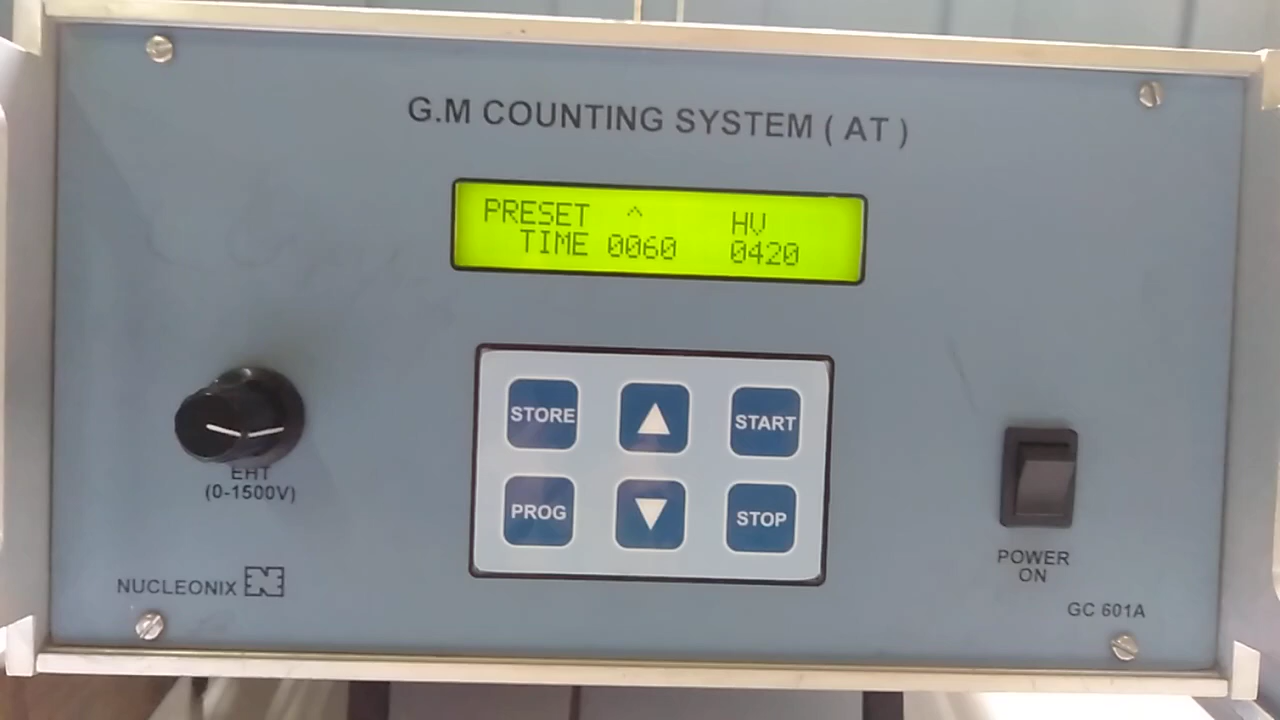 G.M COUNTING SYSTEM ( AT )
PRESET ^ HV
TIME 0060 0420
STORE ▲ START
PROG ▼ STOP
EHT
(0-1500V)
NUCLEONIX N
POWER
ON
GC 601A